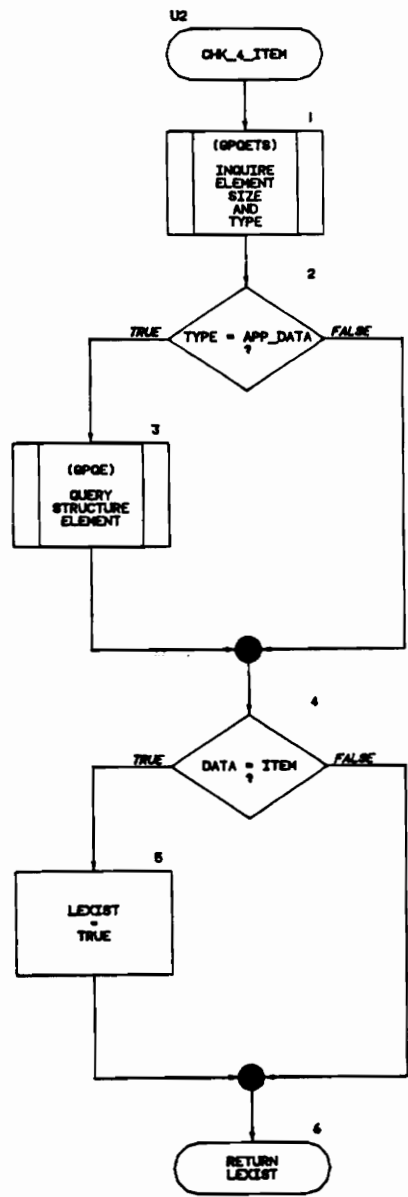 U2
CHK_4_ITEM
1
(GPQETS)
INQUIRE
ELEMENT
SIZE
AND
TYPE
2
TRUE
TYPE = APP_DATA
?
FALSE
3
(GPQE)
QUERY
STRUCTURE
ELEMENT
4
TRUE
DATA = ITEM
?
FALSE
5
LEXIST
=
TRUE
6
RETURN
LEXIST